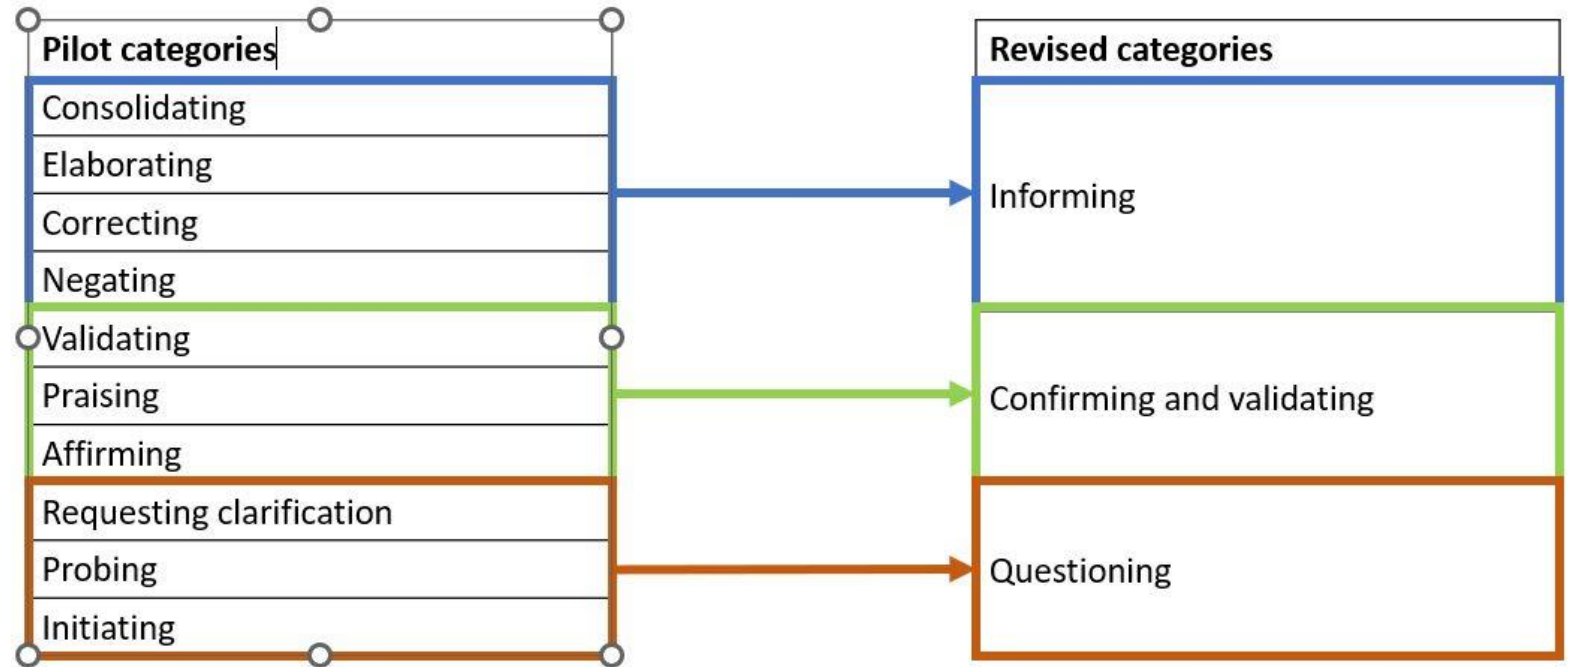 Pilot categories
Consolidating
Elaborating
Correcting
Negating
Validating
Praising
Affirming
Requesting clarification
Probing
Initiating
Revised categories
Informing
Confirming and validating
Questioning